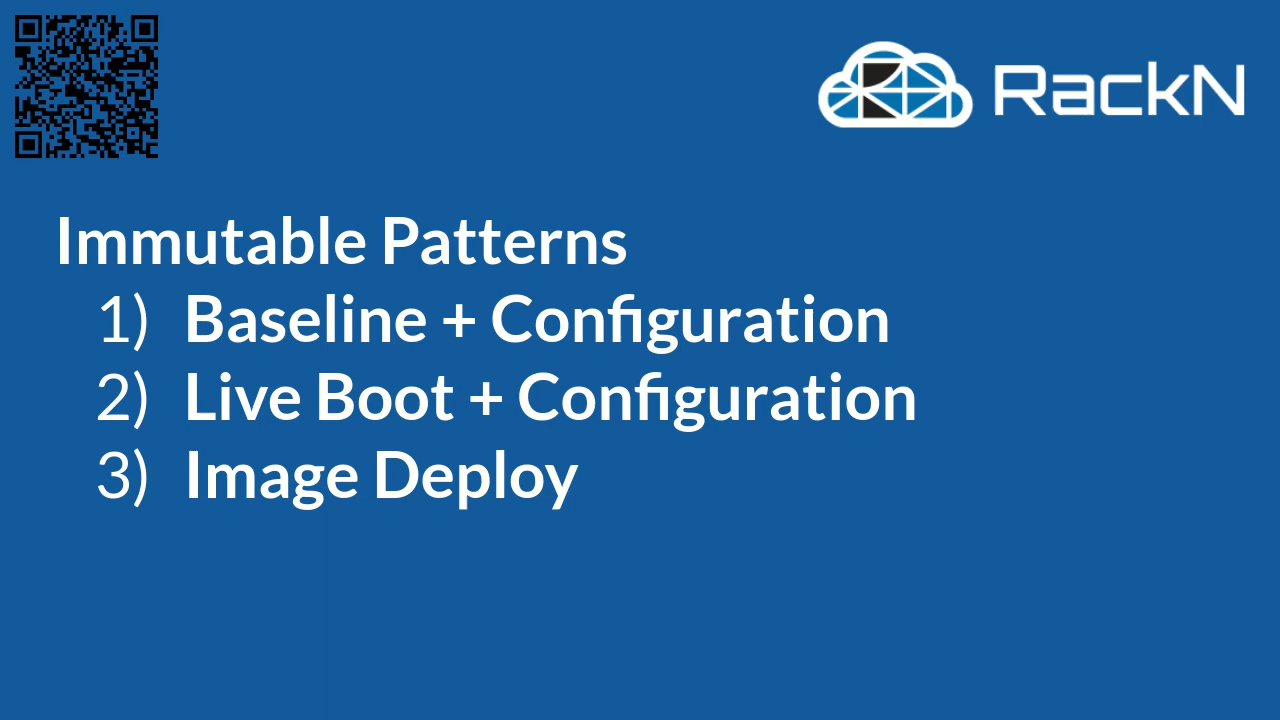 RackN
Immutable Patterns
1) Baseline + Configuration
2) Live Boot + Configuration
3) Image Deploy